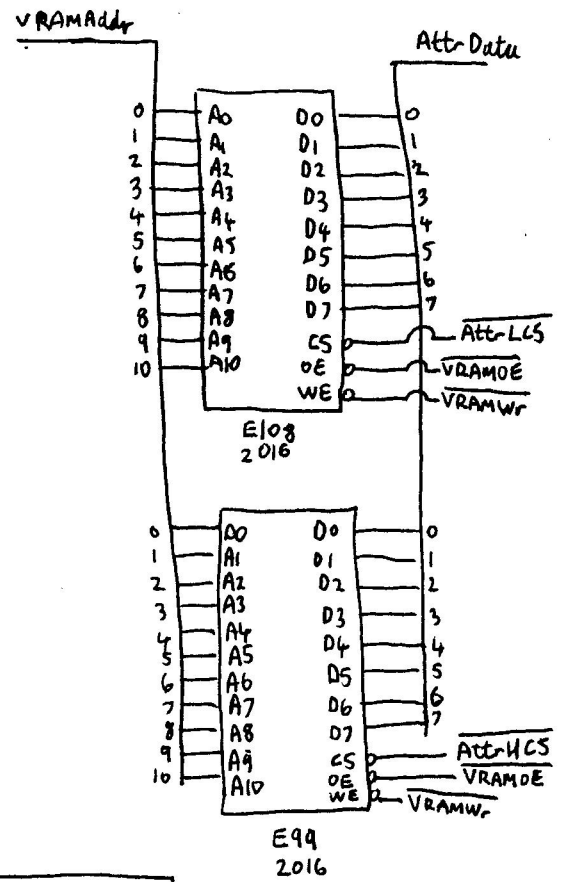 VRAMAddr
AttrData
0 A0 D0 0
1 A1 D1 1
2 A2 D2 2
3 A3 D3 3
4 A4 D4 4
5 A5 D5 5
6 A6 D6 6
7 A7 D7 7
8 A8
9 A9 CS AttrLCS
10 A10 OE VRAMOE
WE VRAMWr
E108
2016
0 A0 D0 0
1 A1 D1 1
2 A2 D2 2
3 A3 D3 3
4 A4 D4 4
5 A5 D5 5
6 A6 D6 6
7 A7 D7 7
8 A8
9 A9 CS AttrHCS
10 A10 OE VRAMOE
WE VRAMWr
E99
2016